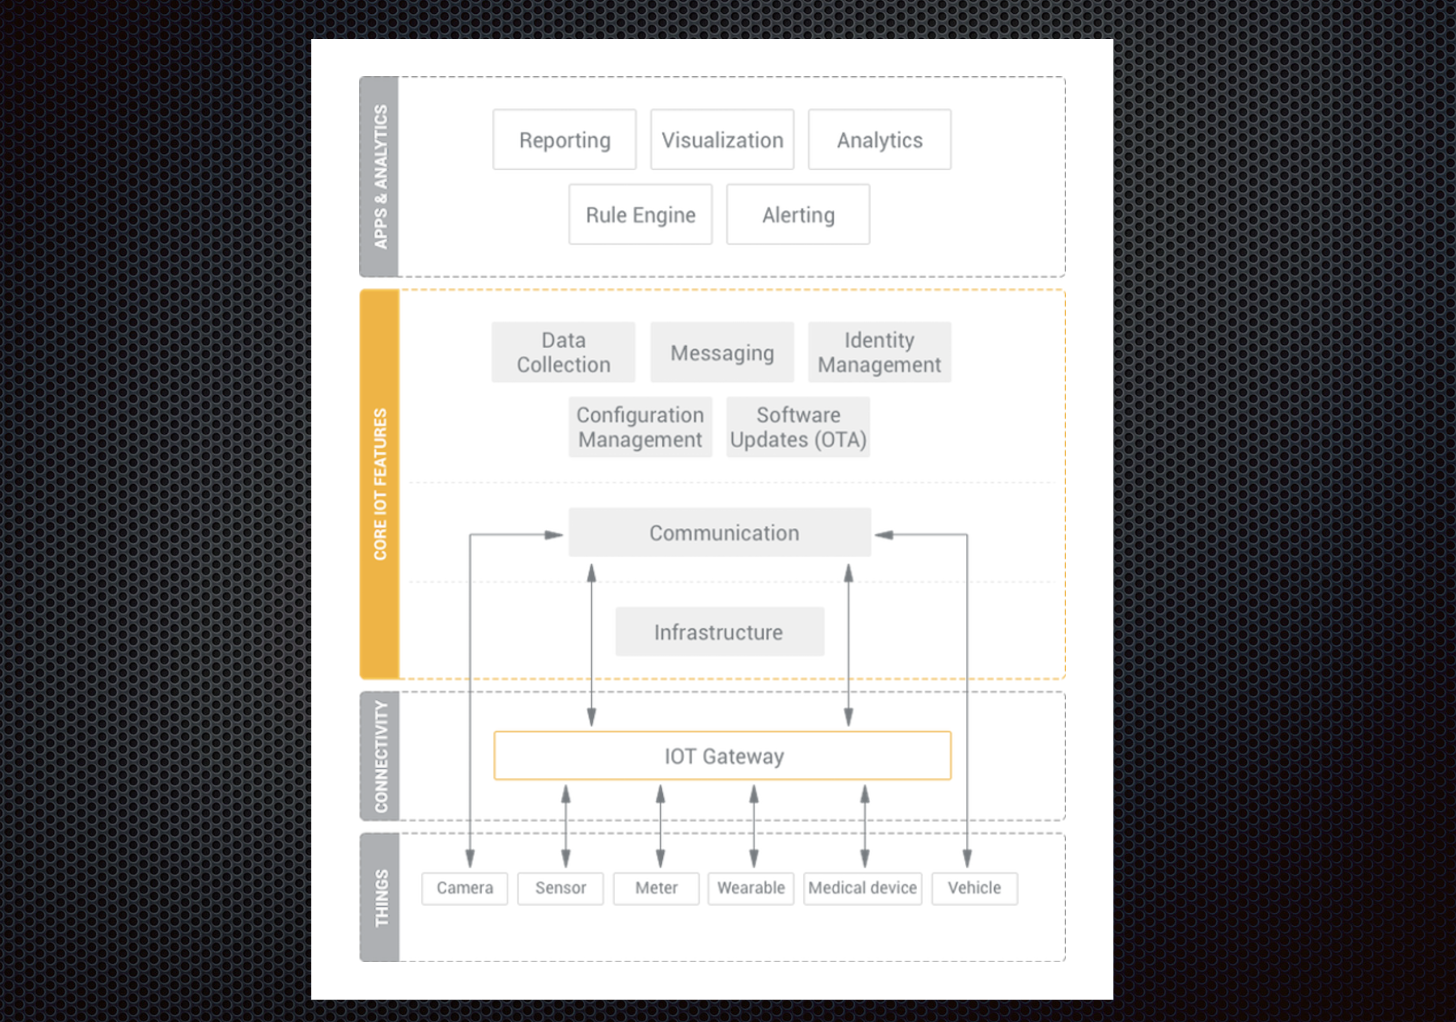 APPS & ANALYTICS
Reporting
Visualization
Analytics
Rule Engine
Alerting
CORE IOT FEATURES
Data
Collection
Messaging
Identity
Management
Configuration
Management
Software
Updates (OTA)
Communication
Infrastructure
CONNECTIVITY
IOT Gateway
THINGS
Camera
Sensor
Meter
Wearable
Medical device
Vehicle